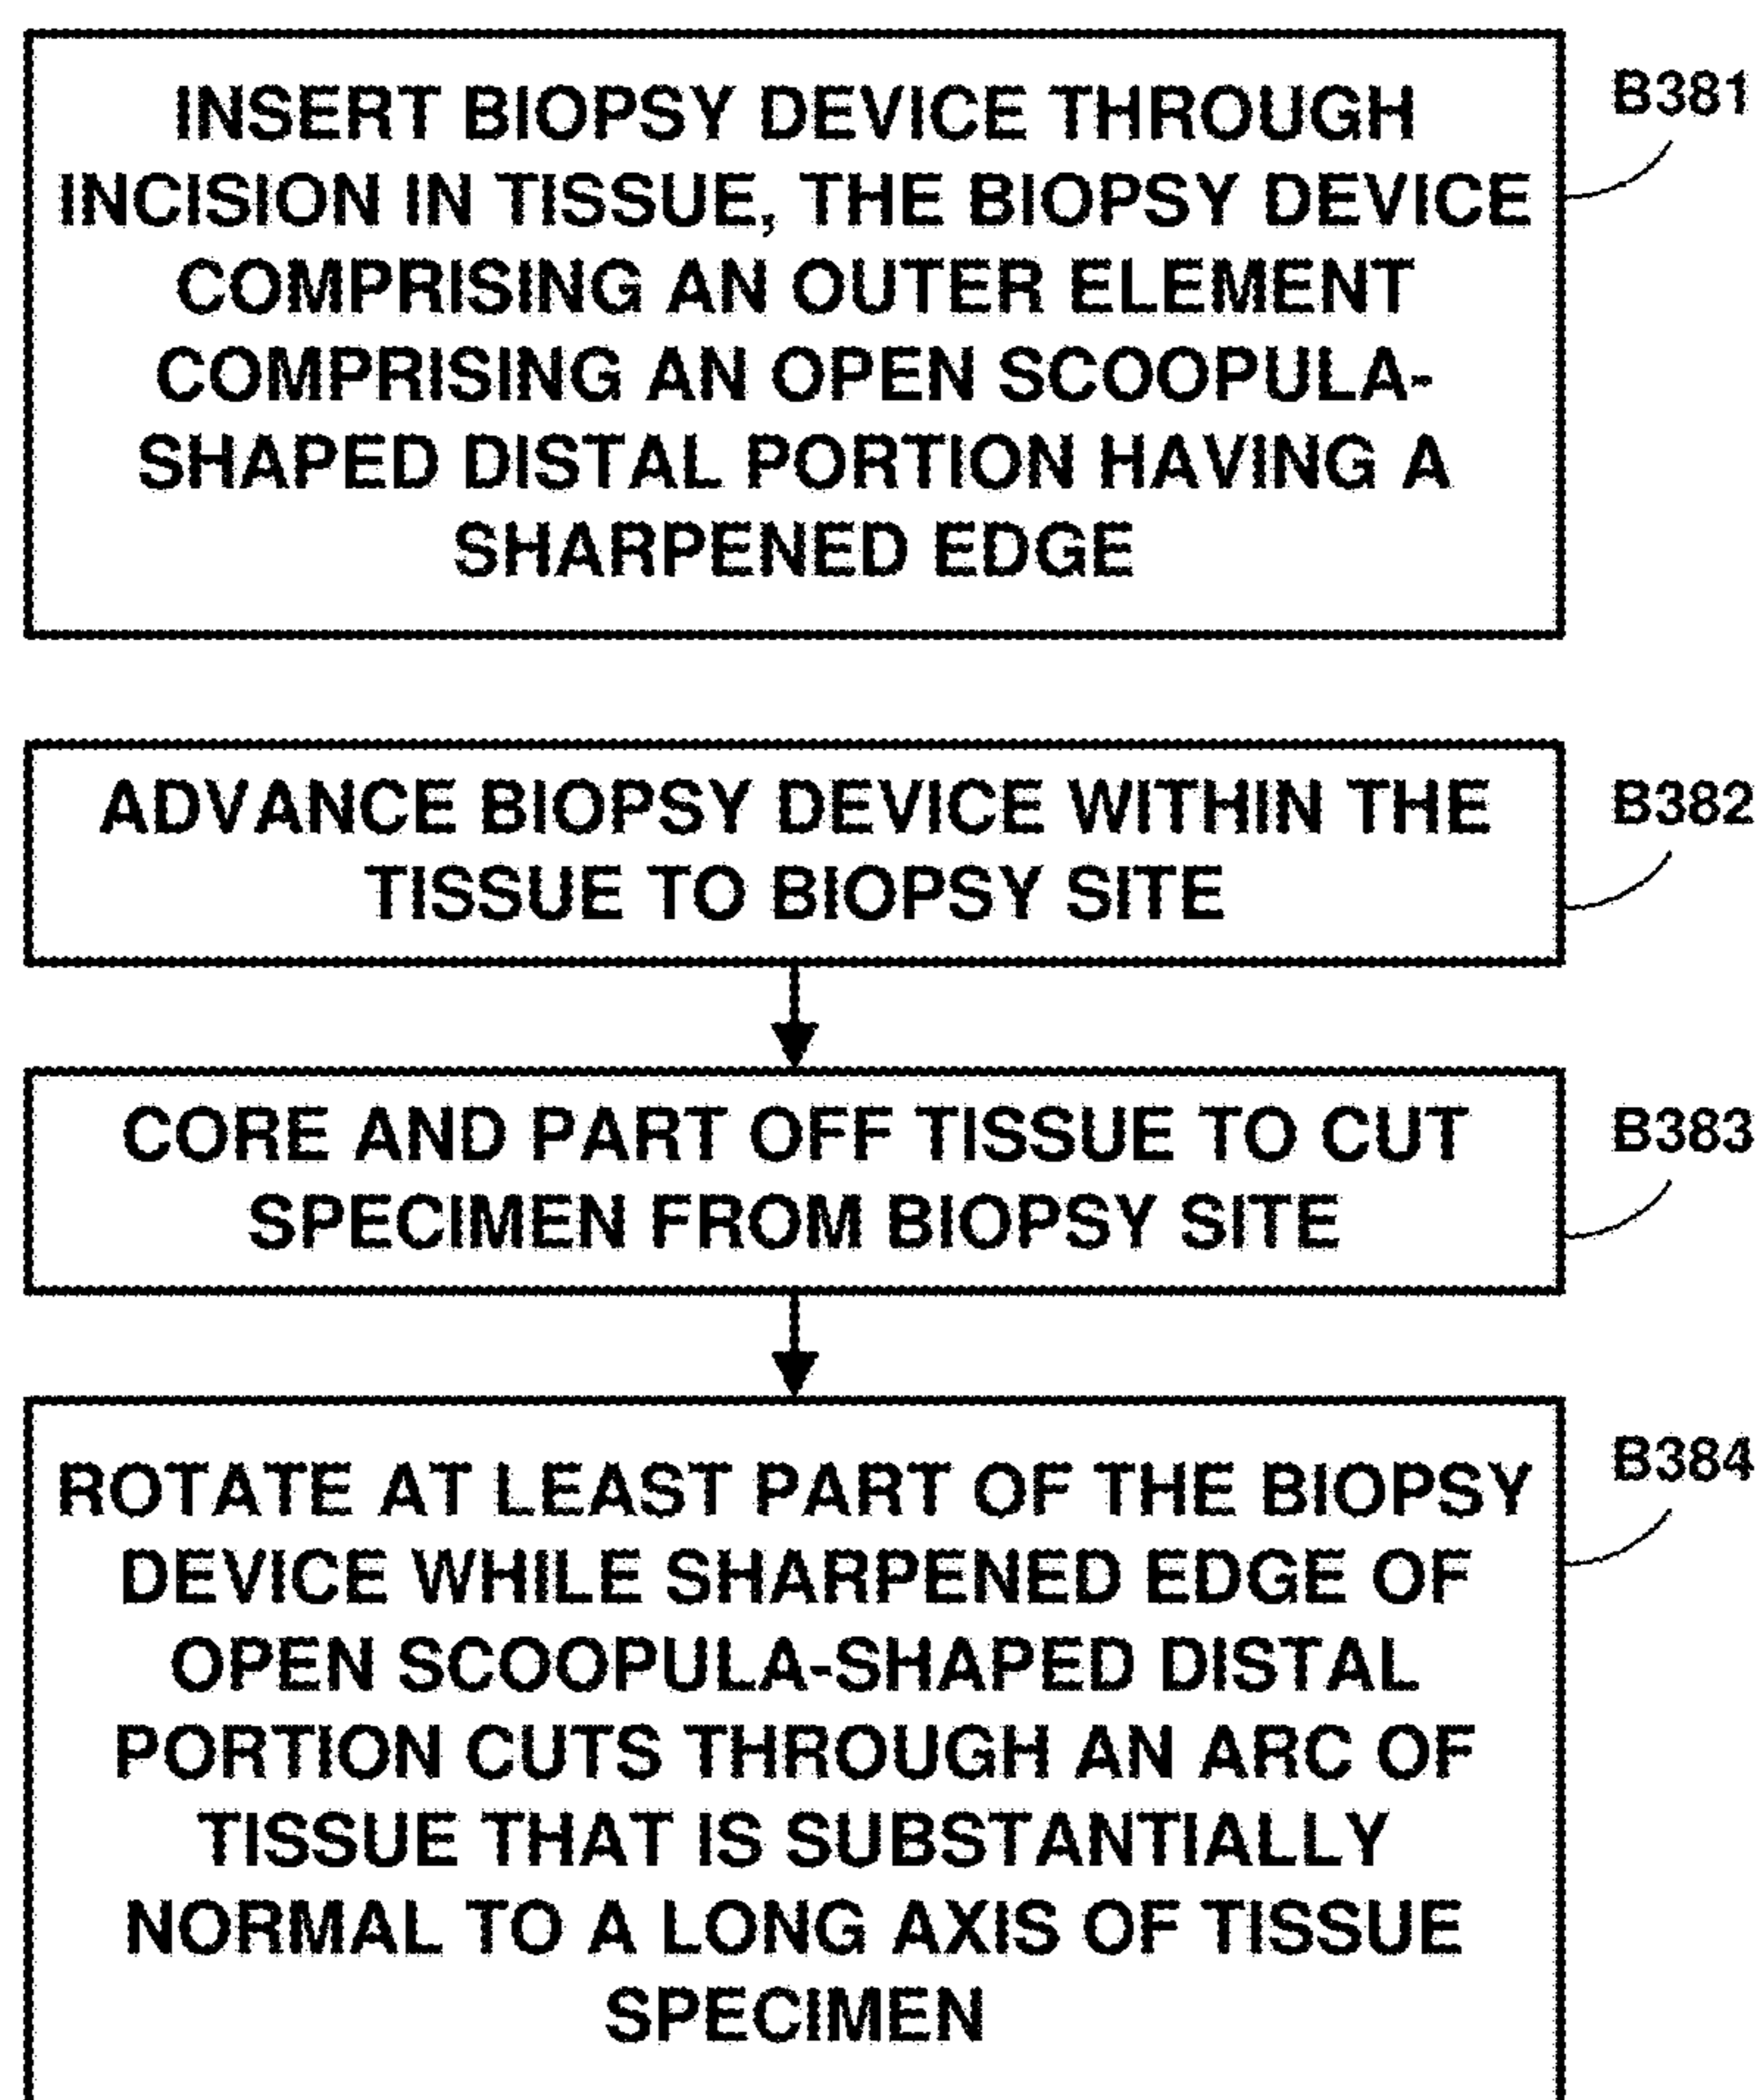 INSERT BIOPSY DEVICE THROUGH
INCISION IN TISSUE, THE BIOPSY DEVICE
COMPRISING AN OUTER ELEMENT
COMPRISING AN OPEN SCOOPULA-
SHAPED DISTAL PORTION HAVING A
SHARPENED EDGE
B381
ADVANCE BIOPSY DEVICE WITHIN THE
TISSUE TO BIOPSY SITE
B382
CORE AND PART OFF TISSUE TO CUT
SPECIMEN FROM BIOPSY SITE
B383
ROTATE AT LEAST PART OF THE BIOPSY
DEVICE WHILE SHARPENED EDGE OF
OPEN SCOOPULA-SHAPED DISTAL
PORTION CUTS THROUGH AN ARC OF
TISSUE THAT IS SUBSTANTIALLY
NORMAL TO A LONG AXIS OF TISSUE
SPECIMEN
B384